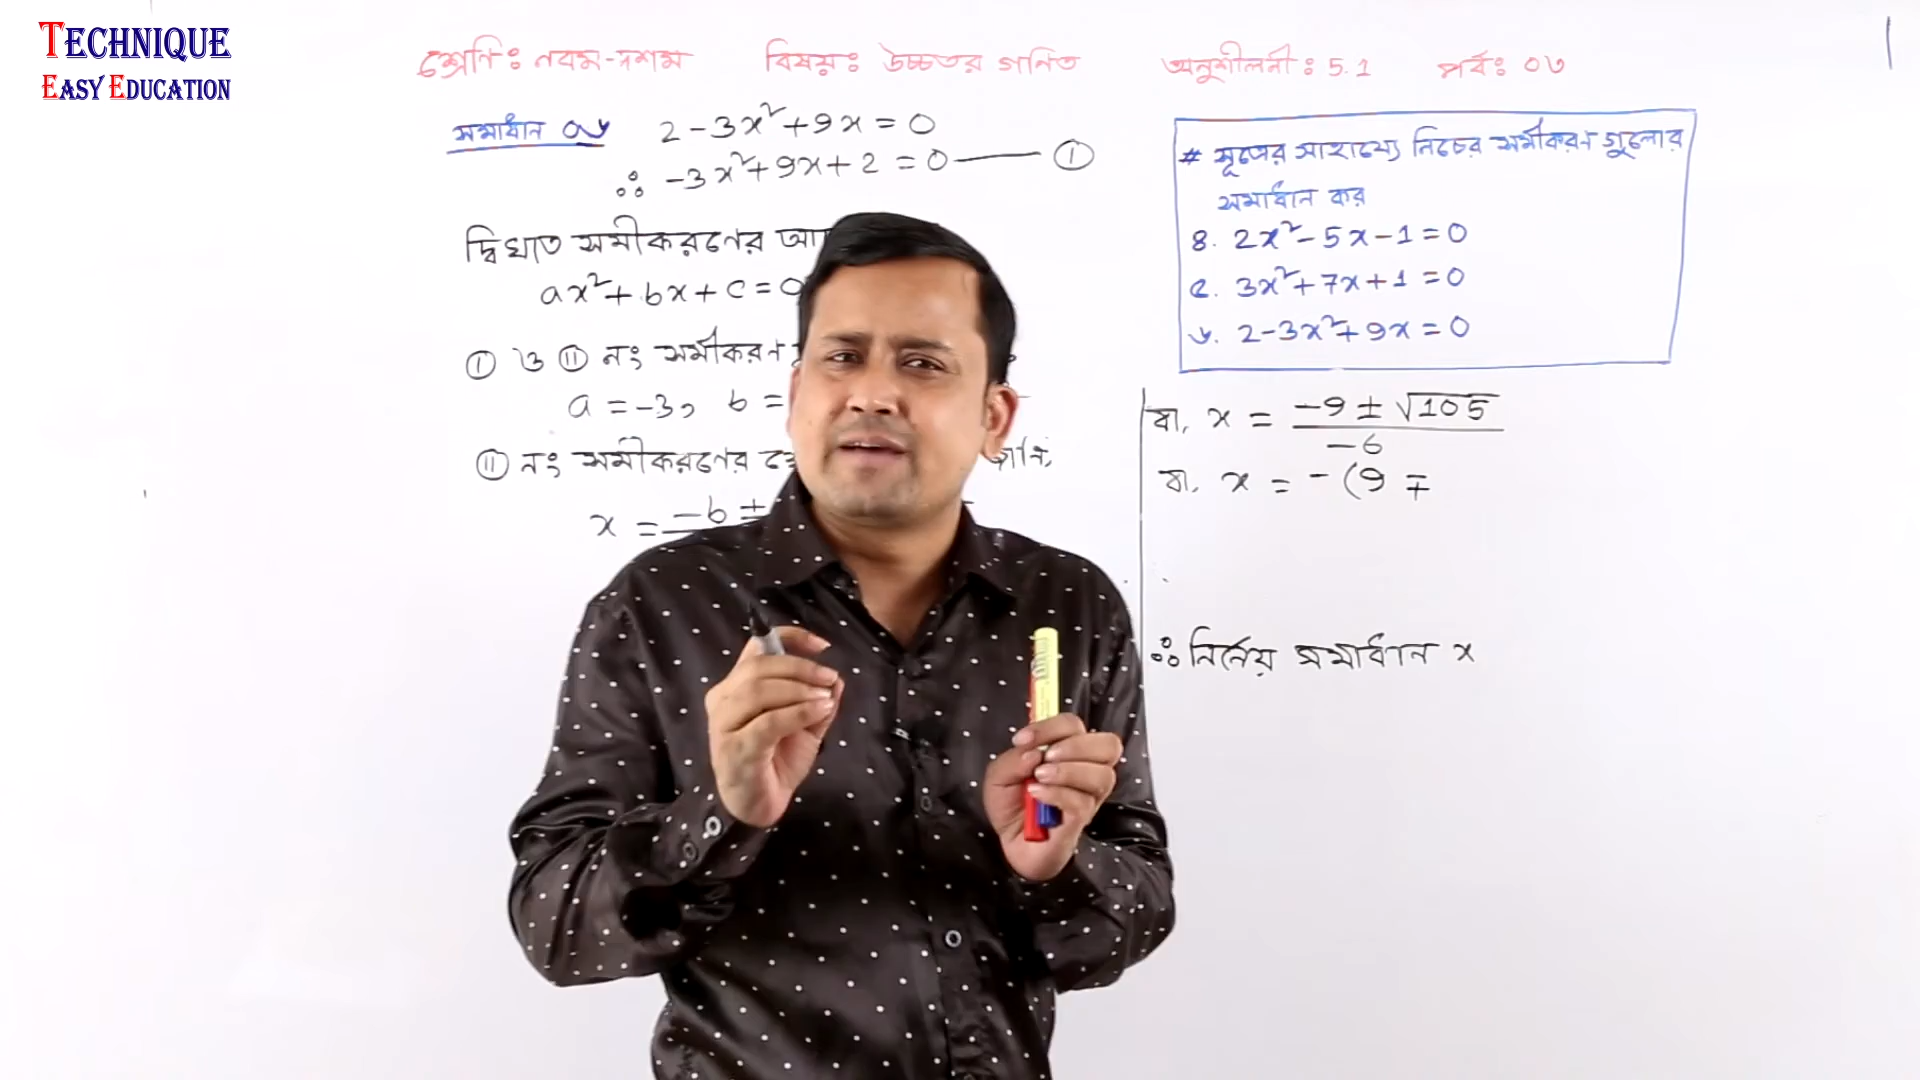 TECHNIQUE
EASY EDUCATION
শ্রেণি: নবম-দশম বিষয়: উচ্চতর গনিত অনুশীলনী: 5.1 পর্ব: ০৩
সমাধান ৬
2-3x²+9x=0
∴ -3x²+9x+2=0 — ①
দ্বিঘাত সমীকরণের
ax²+bx+c=0
① ও ⑪ নং সমীকরণ
a=-3, b=
⑪ নং সমীকরণের
x = -b ±
# সূত্রের সাহায্যে নিচের সমীকরণ গুলোর
সমাধান কর
৪. 2x²-5x-1=0
৫. 3x²+7x+1=0
৬. 2-3x²+9x=0
বা, x = -9 ± √105
-6
বা, x = -(9 ∓
∴ নির্নেয় সমাধান x